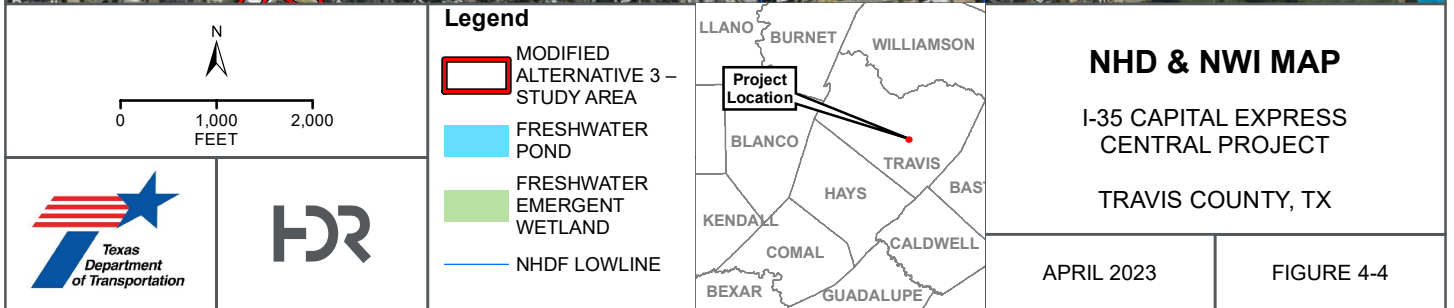 N
0 1,000 2,000
FEET
Texas
Department
of Transportation
HDR
Legend
MODIFIED
ALTERNATIVE 3 –
STUDY AREA
FRESHWATER
POND
FRESHWATER
EMERGENT
WETLAND
NHDF LOWLINE
LLANO
BURNET
WILLIAMSON
Project
Location
BLANCO
TRAVIS
HAYS
BAS
KENDALL
COMAL
CALDWELL
BEXAR
GUADALUPE
NHD & NWI MAP
I-35 CAPITAL EXPRESS
CENTRAL PROJECT
TRAVIS COUNTY, TX
APRIL 2023
FIGURE 4-4